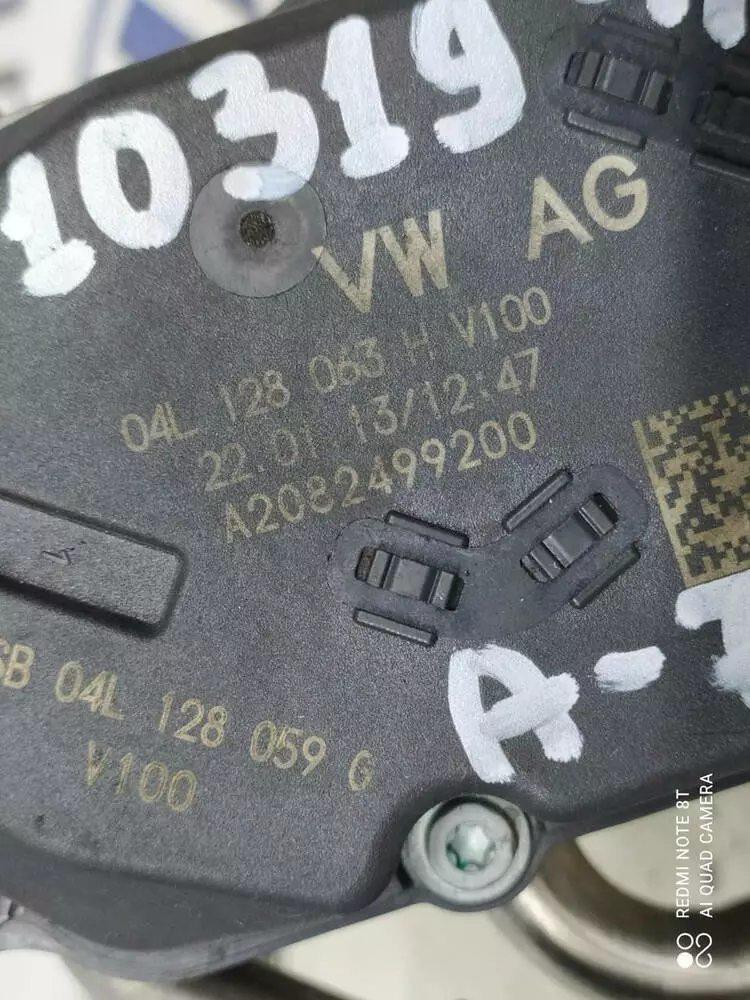 10319
VW AG
04L 128 063 H V100
22.01.13/12:47
A2082499200
SB 04L 128 059 G
V100
A-
REDMI NOTE 8T
AI QUAD CAMERA